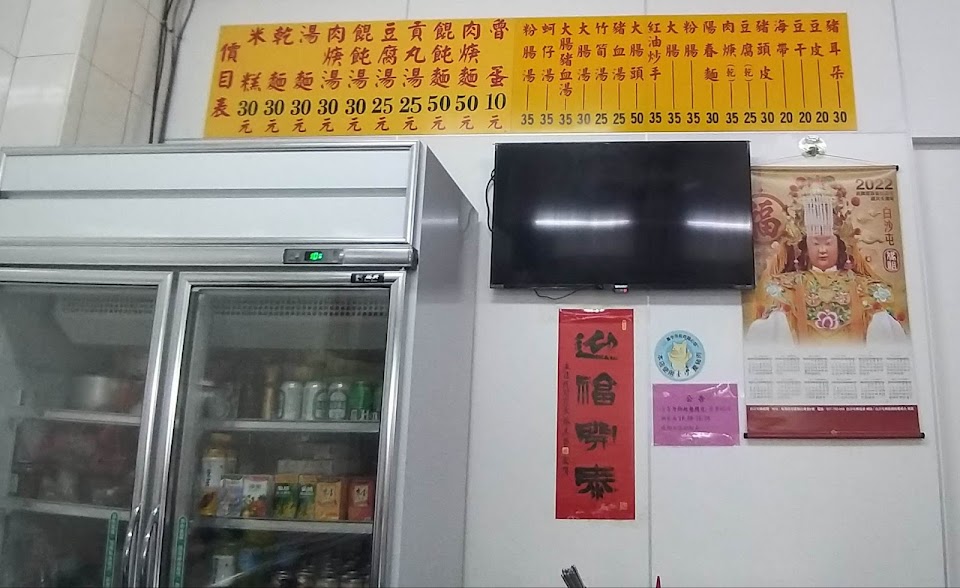 價目表
米糕 30元
乾麵 30元
湯麵 30元
肉焿湯 30元
餛飩湯 30元
豆腐湯 25元
貢丸湯 25元
餛飩麵 50元
肉焿麵 50元
魯蛋 10元
粉腸湯 35
蚵仔湯 35
大腸豬血湯 35
大腸湯 30
竹筍湯 25
豬血湯 25
大腸頭 50
紅油炒手 35
大腸 35
粉腸 35
陽春麵 30
肉焿(乾) 35
豆腐(乾) 25
豬頭皮 30
海帶 20
豆干 20
豆皮 20
豬耳朵 30
迎福開泰
公告
福
2022
白沙屯
媽祖